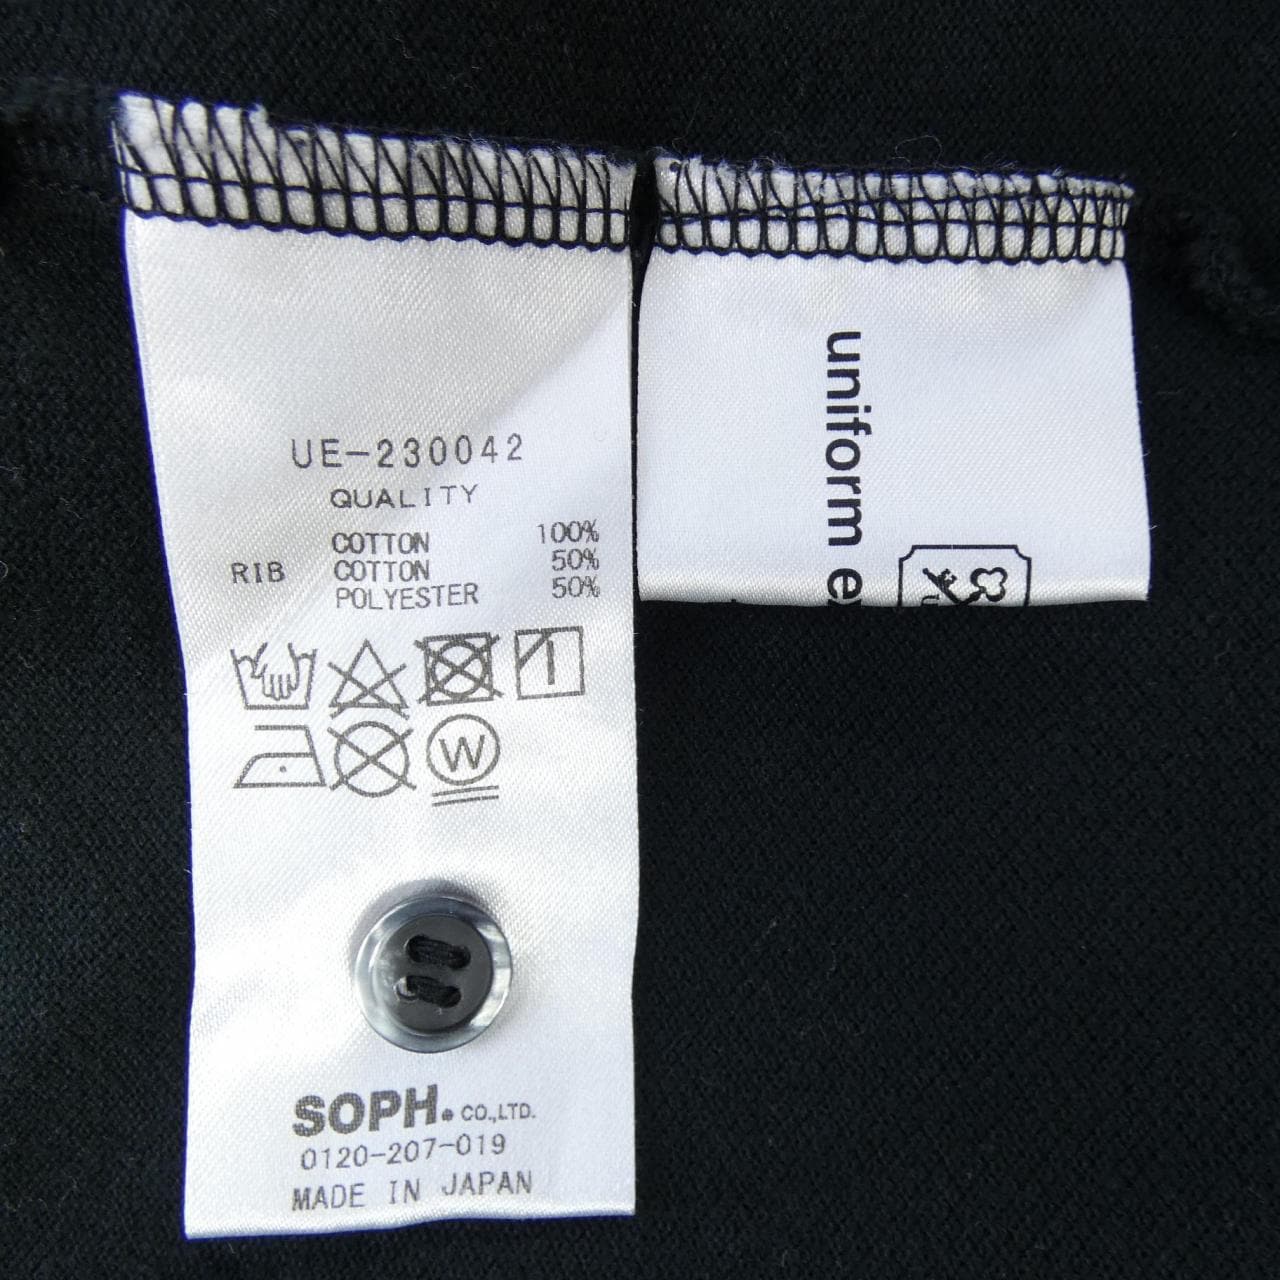 UE-230042
QUALITY
COTTON 100%
RIB COTTON 50%
POLYESTER 50%
W
SOPH. CO.,LTD.
0120-207-019
MADE IN JAPAN
uniform